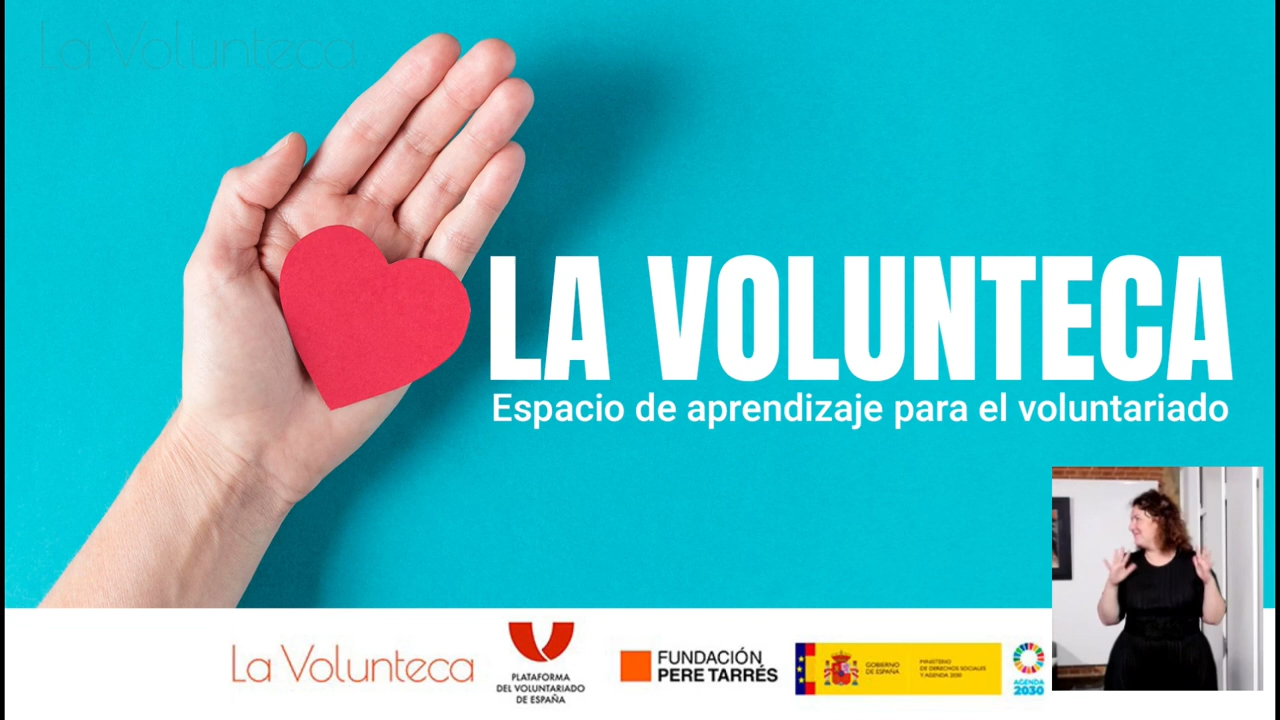 La Volunteca
LA VOLUNTECA
Espacio de aprendizaje para el voluntariado
La Volunteca
PLATAFORMA
DEL VOLUNTARIADO
DE ESPAÑA
FUNDACIÓN
PERE TARRÉS
GOBIERNO
DE ESPAÑA
MINISTERIO
DE DERECHOS SOCIALES
Y AGENDA 2030
AGENDA
2030